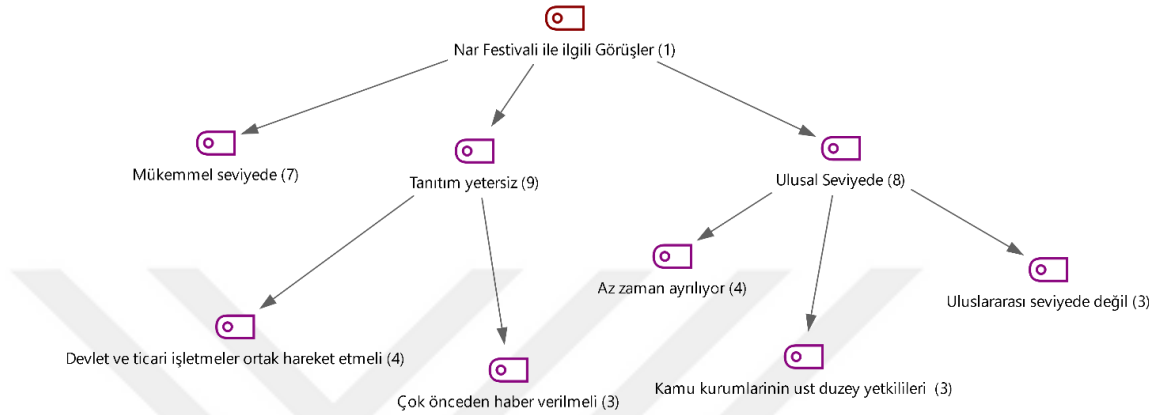 Nar Festivali ile ilgili Görüşler (1)
Mükemmel seviyede (7)
Tanıtım yetersiz (9)
Ulusal Seviyede (8)
Az zaman ayrılıyor (4)
Uluslararası seviyede değil (3)
Devlet ve ticari işletmeler ortak hareket etmeli (4)
Çok önceden haber verilmeli (3)
Kamu kurumlarinin ust duzey yetkilileri (3)